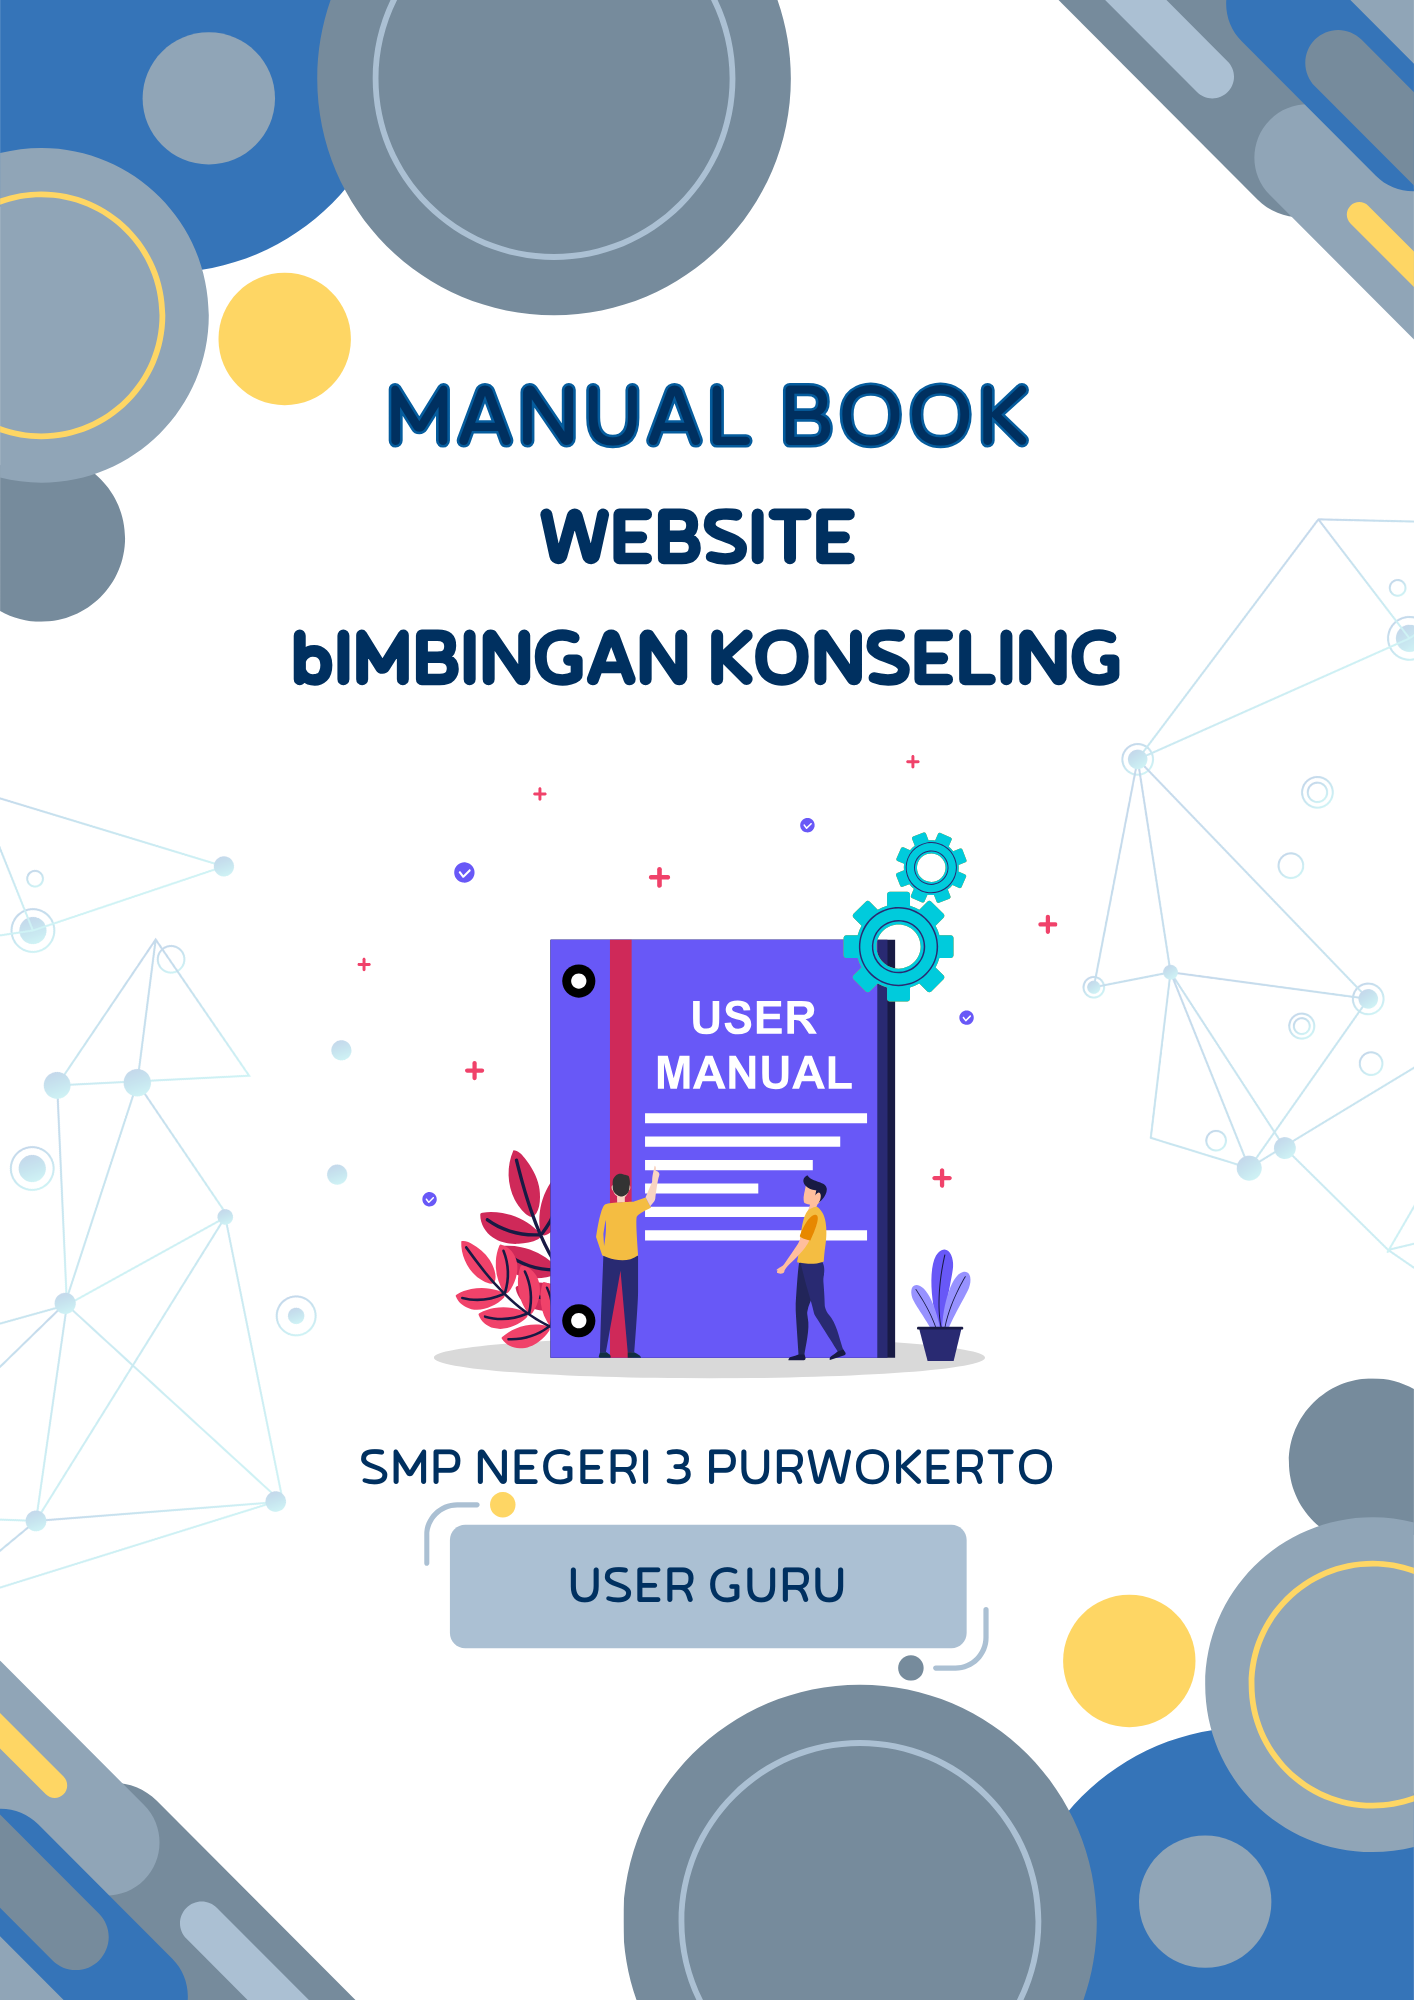 MANUAL BOOK
WEBSITE
bIMBINGAN KONSELING
USER
MANUAL
SMP NEGERI 3 PURWOKERTO
USER GURU